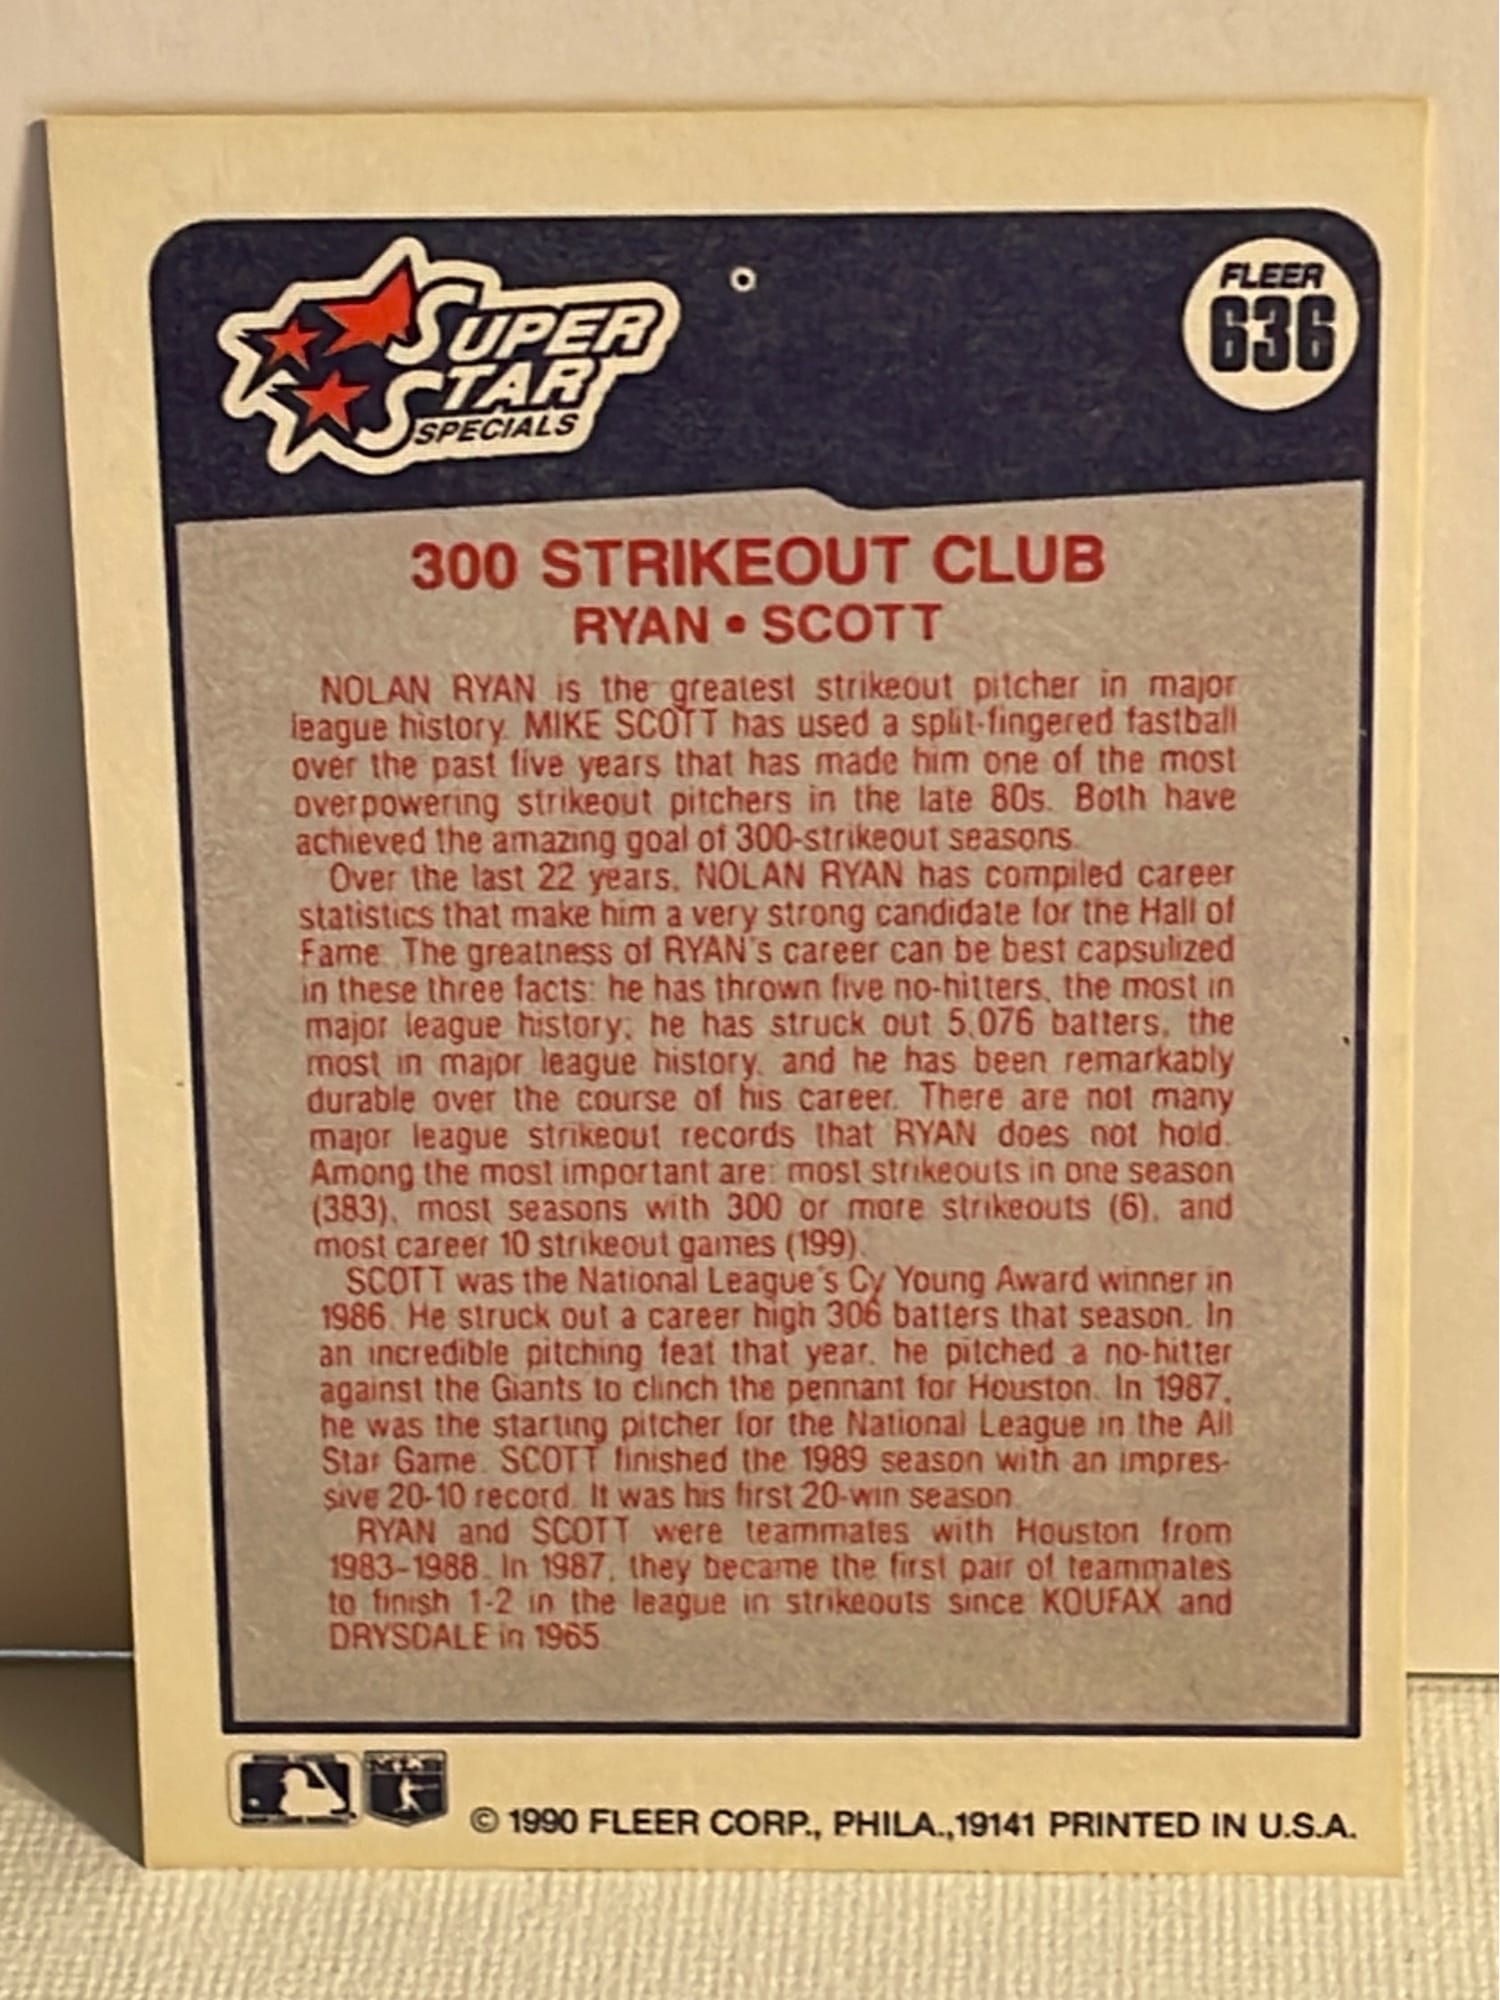 SUPER
STAR
SPECIALS
FLEER
636
300 STRIKEOUT CLUB
RYAN • SCOTT
NOLAN RYAN is the greatest strikeout pitcher in major
league history. MIKE SCOTT has used a split-fingered fastball
over the past five years that has made him one of the most
overpowering strikeout pitchers in the late 80s. Both have
achieved the amazing goal of 300-strikeout seasons.
Over the last 22 years, NOLAN RYAN has compiled career
statistics that make him a very strong candidate for the Hall of
Fame. The greatness of RYAN's career can be best capsulized
in these three facts: he has thrown five no-hitters, the most in
major league history; he has struck out 5,076 batters, the
most in major league history, and he has been remarkably
durable over the course of his career. There are not many
major league strikeout records that RYAN does not hold.
Among the most important are: most strikeouts in one season
(383), most seasons with 300 or more strikeouts (6), and
most career 10 strikeout games (199).
SCOTT was the National League's Cy Young Award winner in
1986. He struck out a career high 306 batters that season. In
an incredible pitching feat that year, he pitched a no-hitter
against the Giants to clinch the pennant for Houston. In 1987,
he was the starting pitcher for the National League in the All
Star Game. SCOTT finished the 1989 season with an impres-
sive 20-10 record. It was his first 20-win season.
RYAN and SCOTT were teammates with Houston from
1983-1988. In 1987, they became the first pair of teammates
to finish 1-2 in the league in strikeouts since KOUFAX and
DRYSDALE in 1965.
© 1990 FLEER CORP., PHILA.,19141 PRINTED IN U.S.A.